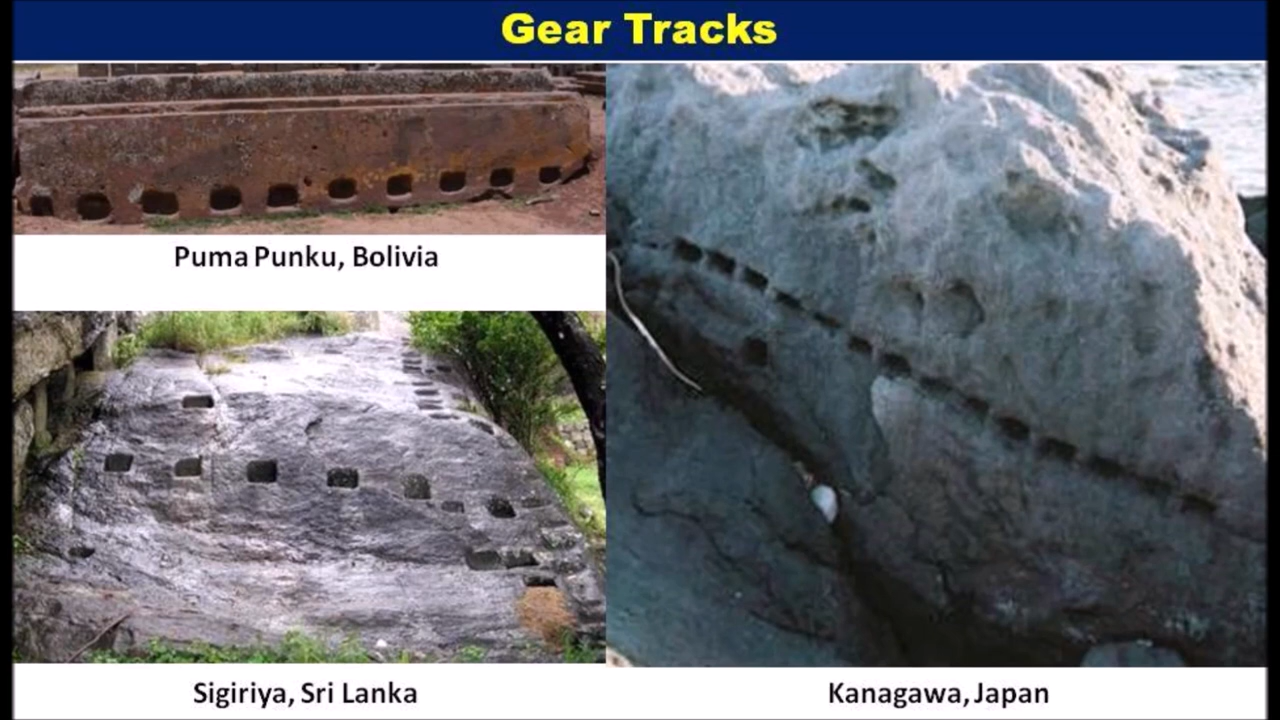 Gear Tracks
Puma Punku, Bolivia
Sigiriya, Sri Lanka
Kanagawa, Japan